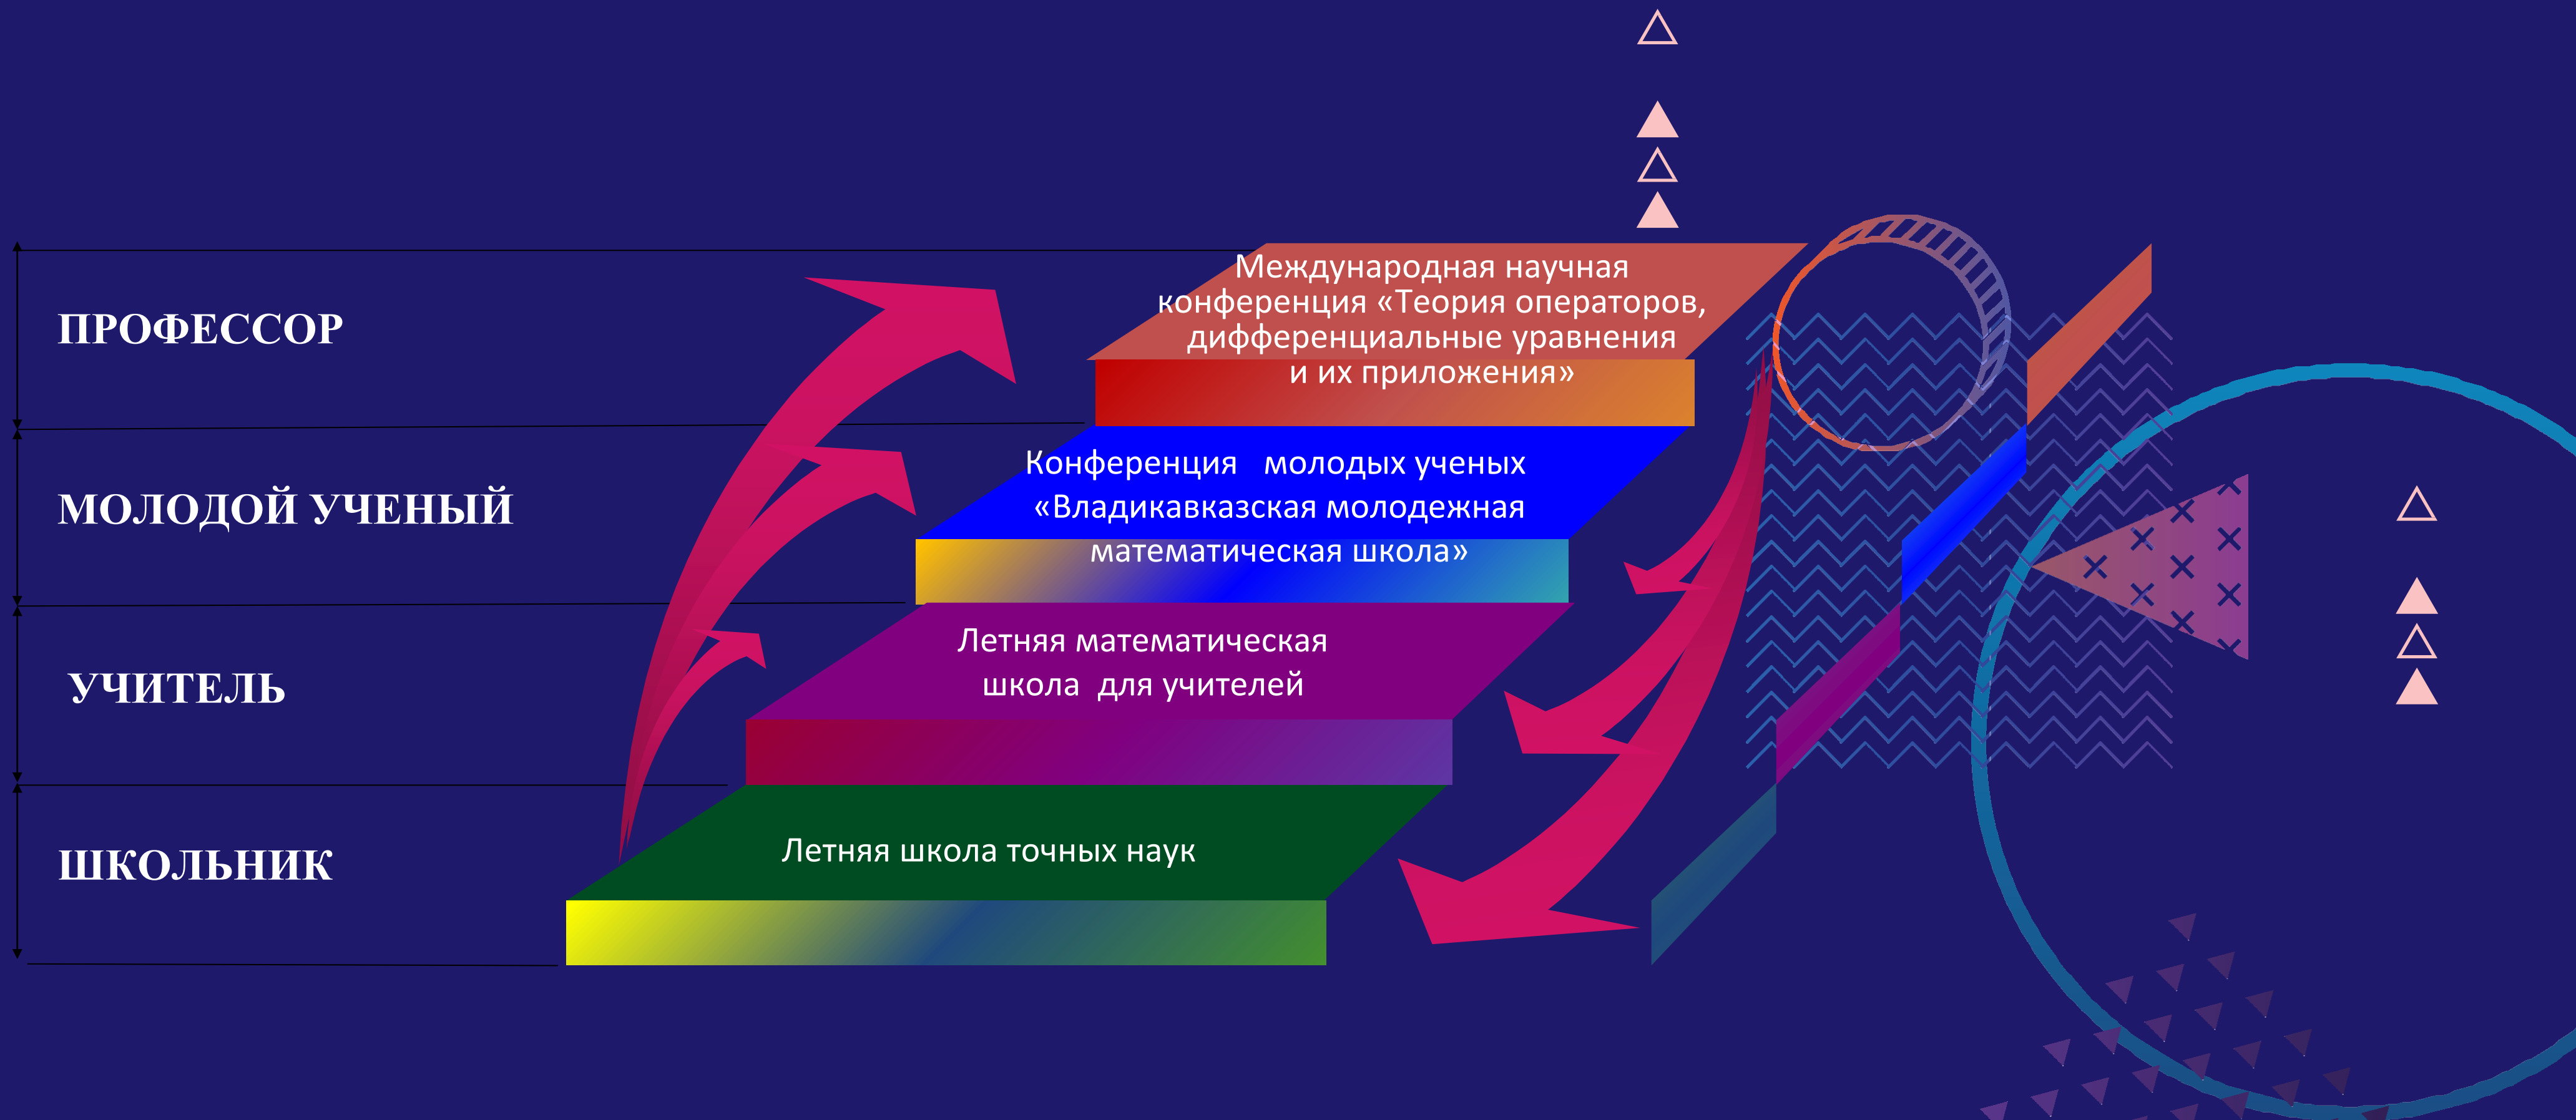 ПРОФЕССОР
Международная научная
конференция «Теория операторов,
дифференциальные уравнения
и их приложения»
МОЛОДОЙ УЧЕНЫЙ
Конференция молодых ученых
«Владикавказская молодежная
математическая школа»
УЧИТЕЛЬ
Летняя математическая
школа для учителей
ШКОЛЬНИК
Летняя школа точных наук